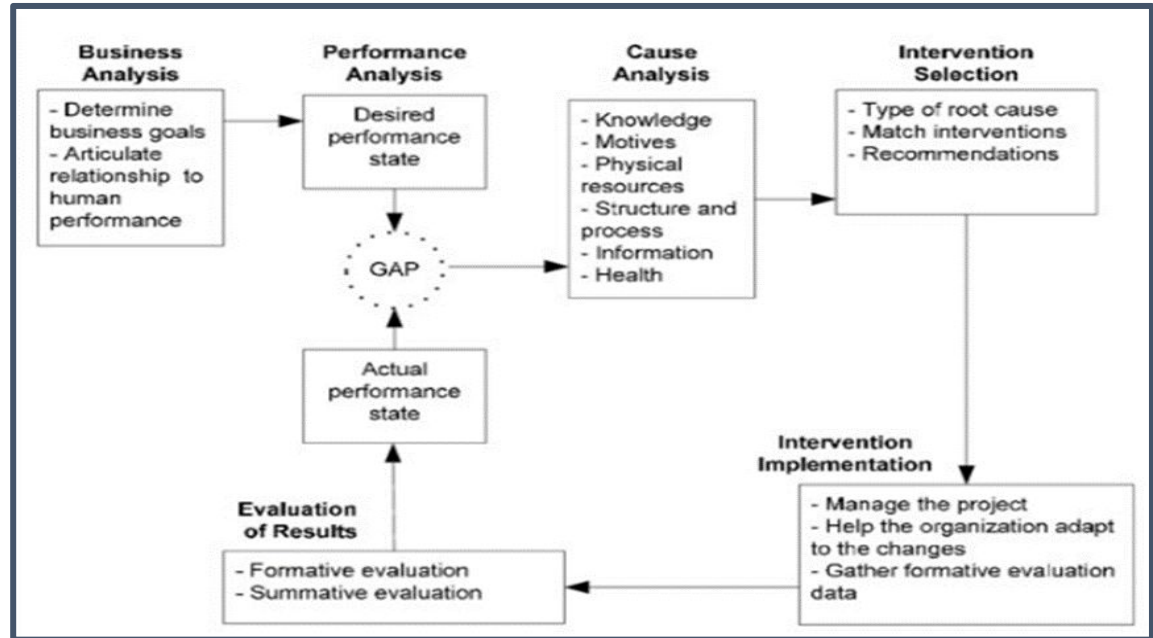 Business
Analysis
- Determine
business goals
- Articulate
relationship to
human
performance
Performance
Analysis
Desired
performance
state
GAP
Actual
performance
state
Cause
Analysis
- Knowledge
- Motives
- Physical
resources
- Structure and
process
- Information
- Health
Intervention
Selection
- Type of root cause
- Match interventions
- Recommendations
Intervention
Implementation
- Manage the project
- Help the organization adapt
to the changes
- Gather formative evaluation
data
Evaluation
of Results
- Formative evaluation
- Summative evaluation